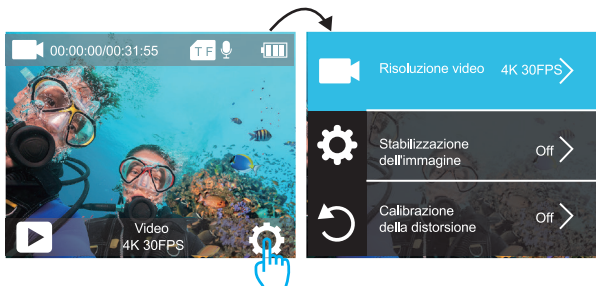 00:00:00/00:31:55
TF
Video
4K 30FPS
Risoluzione video 4K 30FPS
Stabilizzazione
dell'immagine
Off
Calibrazione
della distorsione
Off